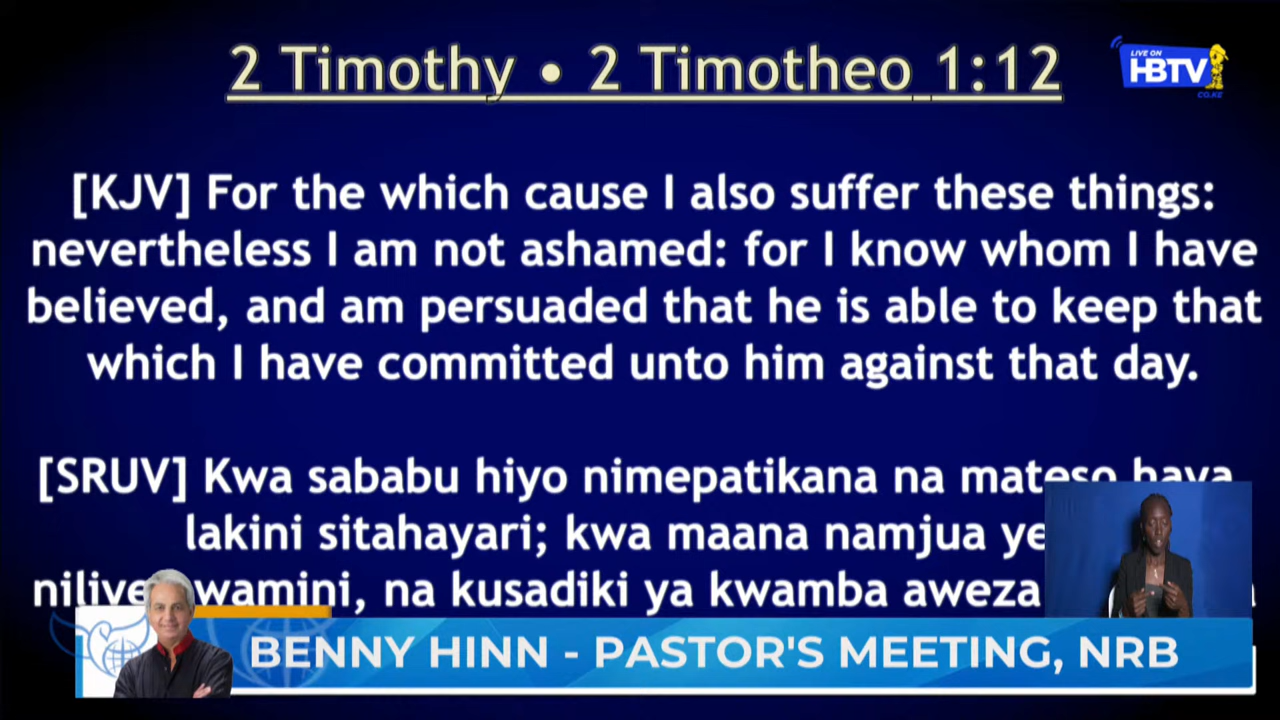 2 Timothy • 2 Timotheo 1:12
LIVE ON
HBTV
CO.KE
[KJV] For the which cause I also suffer these things:
nevertheless I am not ashamed: for I know whom I have
believed, and am persuaded that he is able to keep that
which I have committed unto him against that day.
[SRUV] Kwa sababu hiyo nimepatikana na mateso haya
lakini sitahayari; kwa maana namjua
na kusadiki ya kwamba aweza
BENNY HINN - PASTOR'S MEETING, NRB